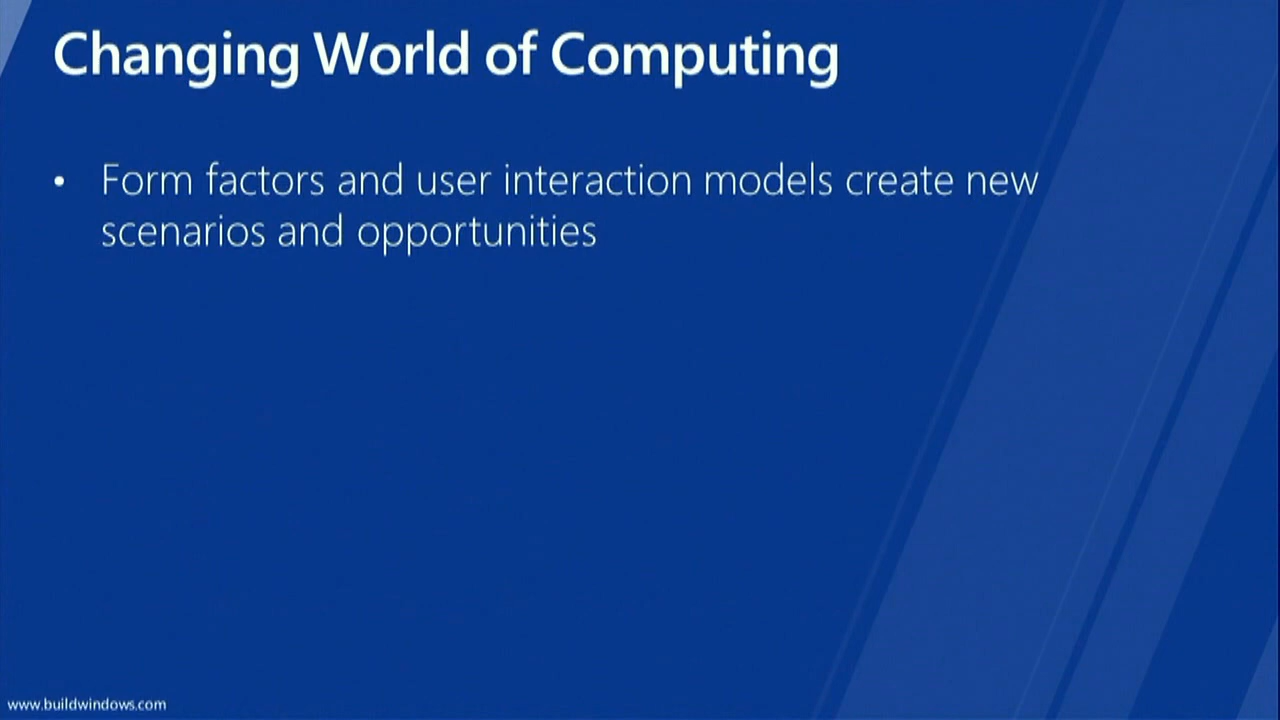 Changing World of Computing
• Form factors and user interaction models create new
scenarios and opportunities
www.buildwindows.com